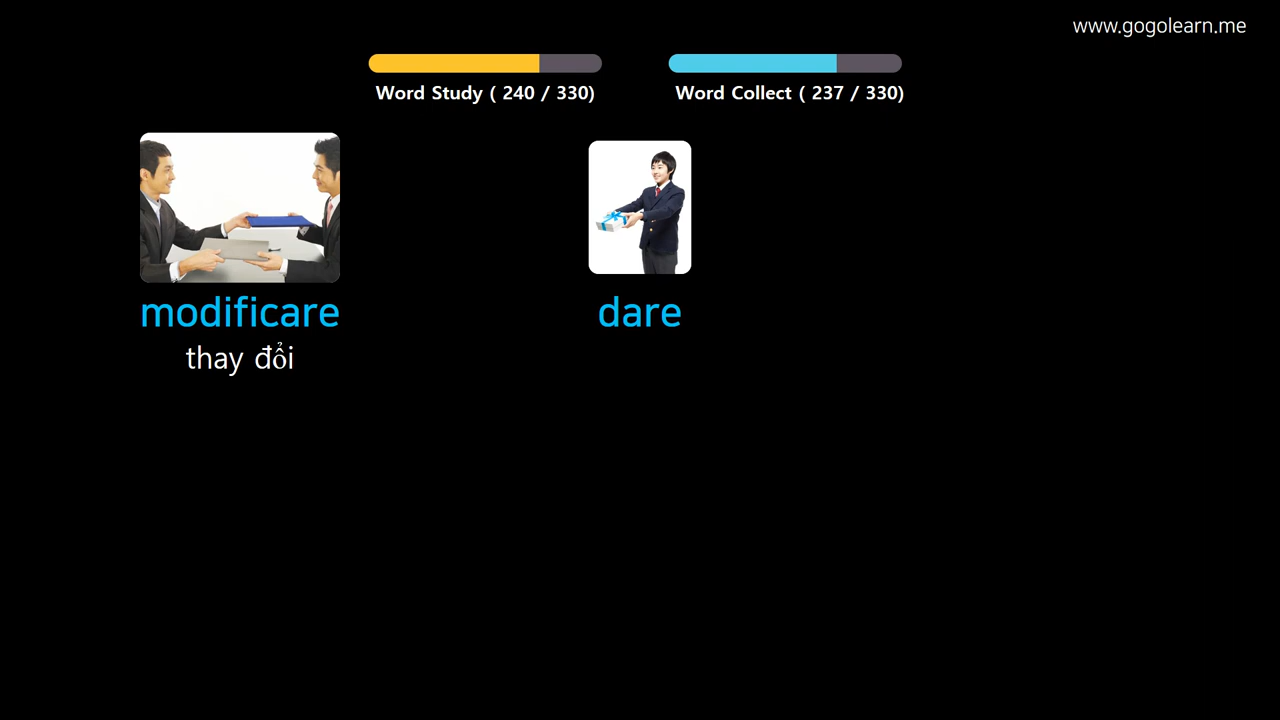 www.gogolearn.me
Word Study ( 240 / 330)
Word Collect ( 237 / 330)
modificare
dare
thay đổi